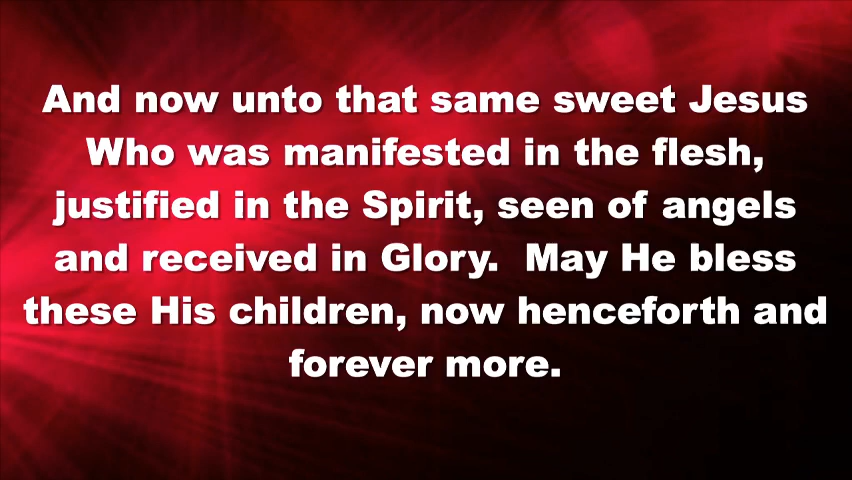 And now unto that same sweet Jesus
Who was manifested in the flesh,
justified in the Spirit, seen of angels
and received in Glory.  May He bless
these His children, now henceforth and
forever more.